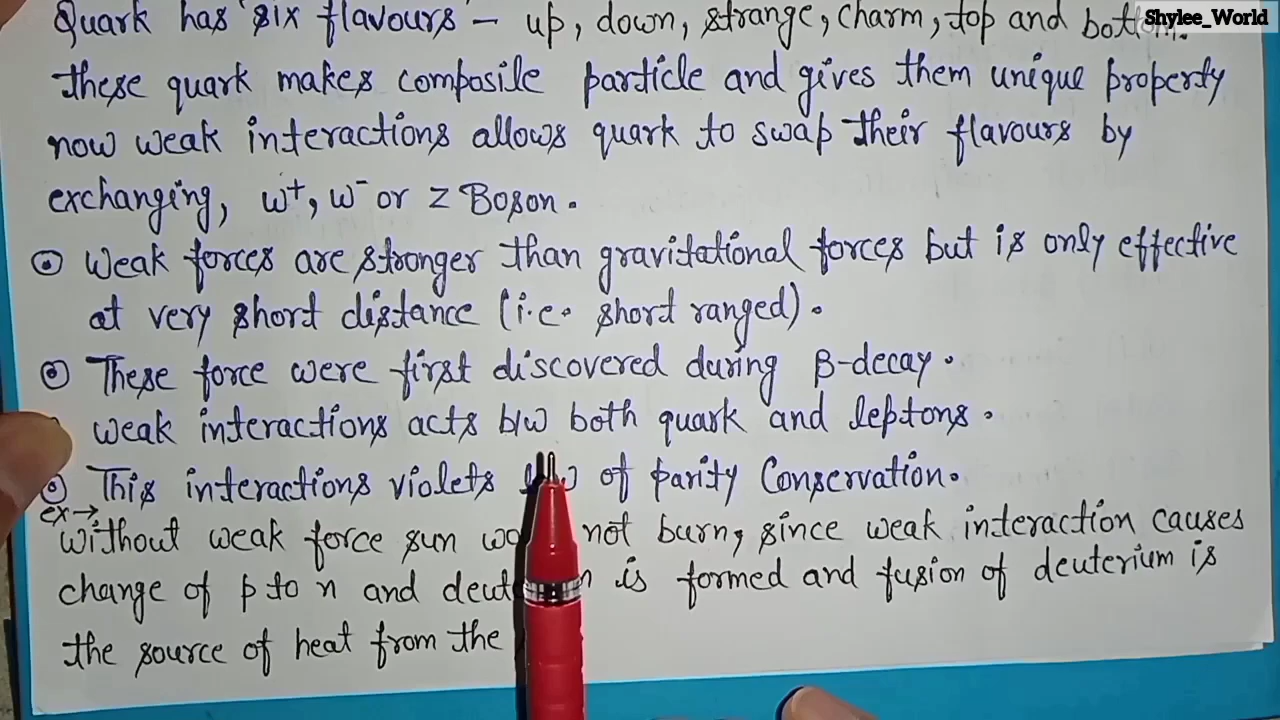 Shylee_World
Quark has six flavours - up, down, strange, charm, top and bottom.
these quark makes composile particle and gives them unique property
now weak interactions allows quark to swap their flavours by
exchanging, w+, w- or z Boson.
weak forces are stronger than gravitational forces but is only effective
at very short distance (i.e. short ranged).
These force were first discovered during β-decay.
weak interactions acts b/w both quark and leptons.
This interactions violets of parity Conservation.
ex→
without weak force sun not burn, since weak interaction causes
change of p to n and is formed and fusion of deuterium is
the source of heat from the